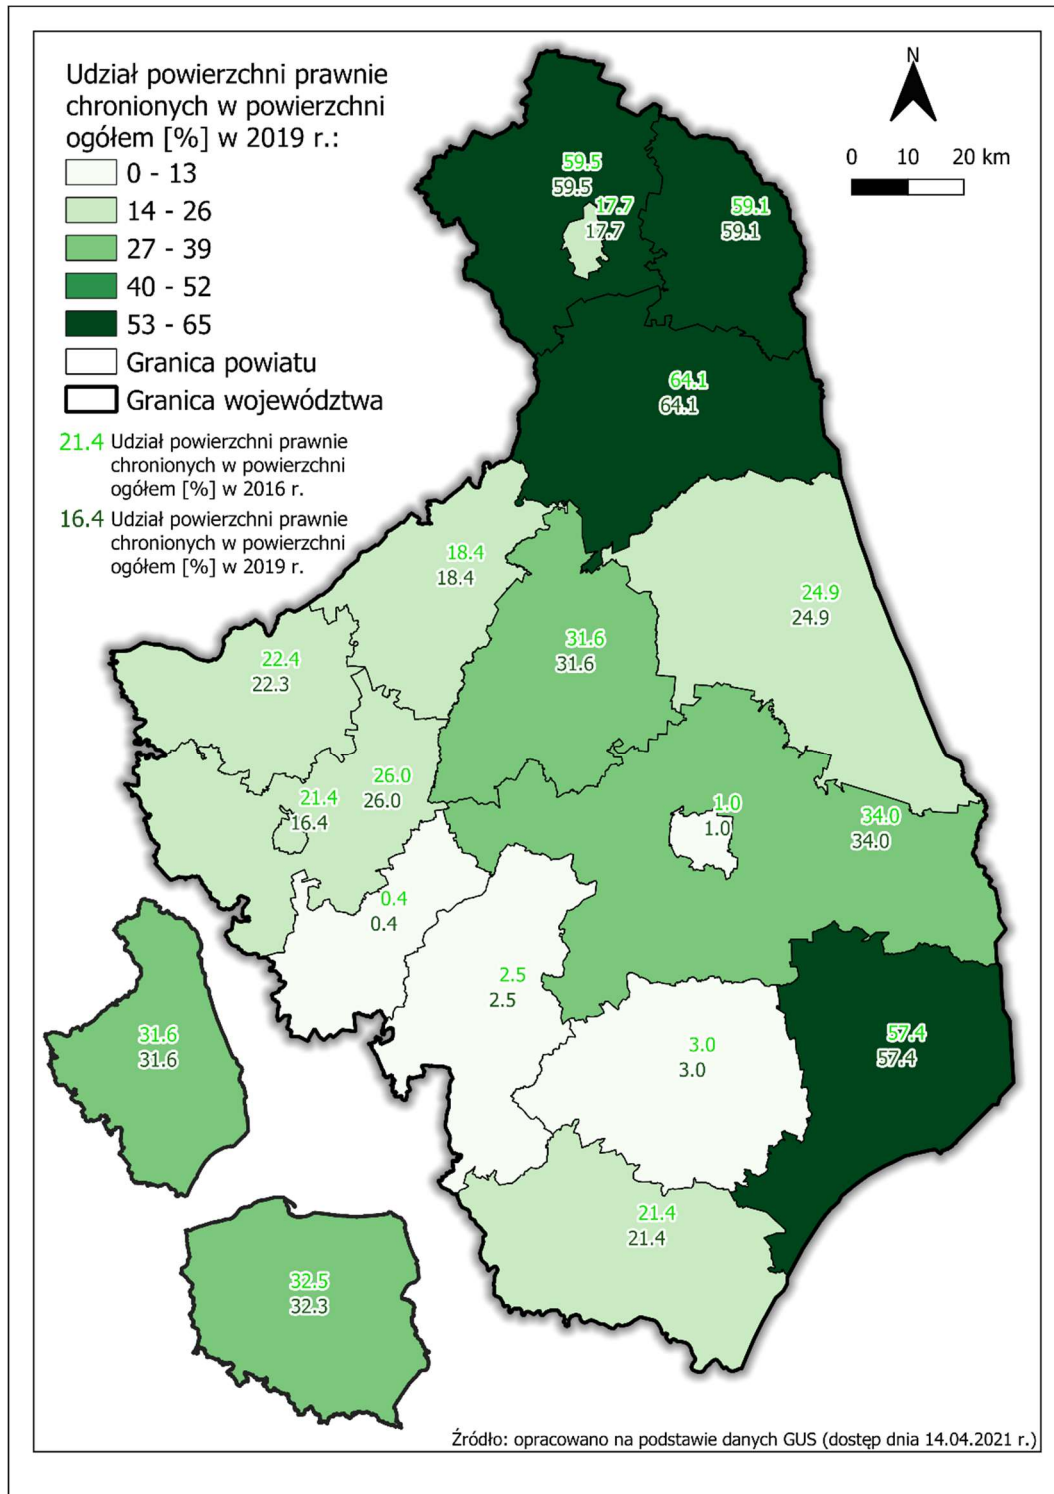 Udział powierzchni prawnie
chronionych w powierzchni
ogółem [%] w 2019 r.:
0 - 13
14 - 26
27 - 39
40 - 52
53 - 65
Granica powiatu
Granica województwa
21.4 Udział powierzchni prawnie
chronionych w powierzchni
ogółem [%] w 2016 r.
16.4 Udział powierzchni prawnie
chronionych w powierzchni
ogółem [%] w 2019 r.
N
0 10 20 km
59.5
59.5
17.7
17.7
59.1
59.1
64.1
64.1
18.4
18.4
24.9
24.9
31.6
31.6
22.4
22.3
26.0
26.0
21.4
16.4
1.0
1.0
34.0
34.0
0.4
0.4
2.5
2.5
3.0
3.0
57.4
57.4
21.4
21.4
31.6
31.6
32.5
32.3
Źródło: opracowano na podstawie danych GUS (dostęp dnia 14.04.2021 r.)